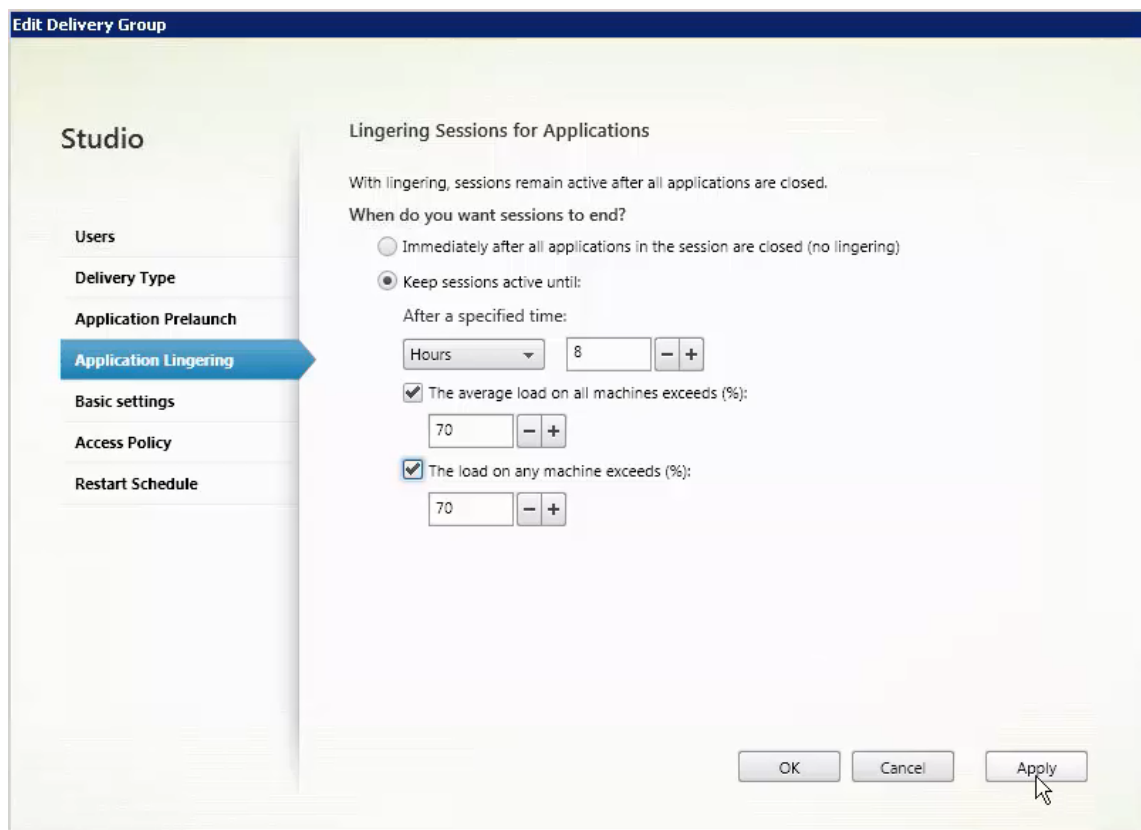 Edit Delivery Group
Studio
Users
Delivery Type
Application Prelaunch
Application Lingering
Basic settings
Access Policy
Restart Schedule
Lingering Sessions for Applications
With lingering, sessions remain active after all applications are closed.
When do you want sessions to end?
Immediately after all applications in the session are closed (no lingering)
Keep sessions active until:
After a specified time:
Hours 8 − +
The average load on all machines exceeds (%):
70 − +
The load on any machine exceeds (%):
70 − +
OK Cancel Apply